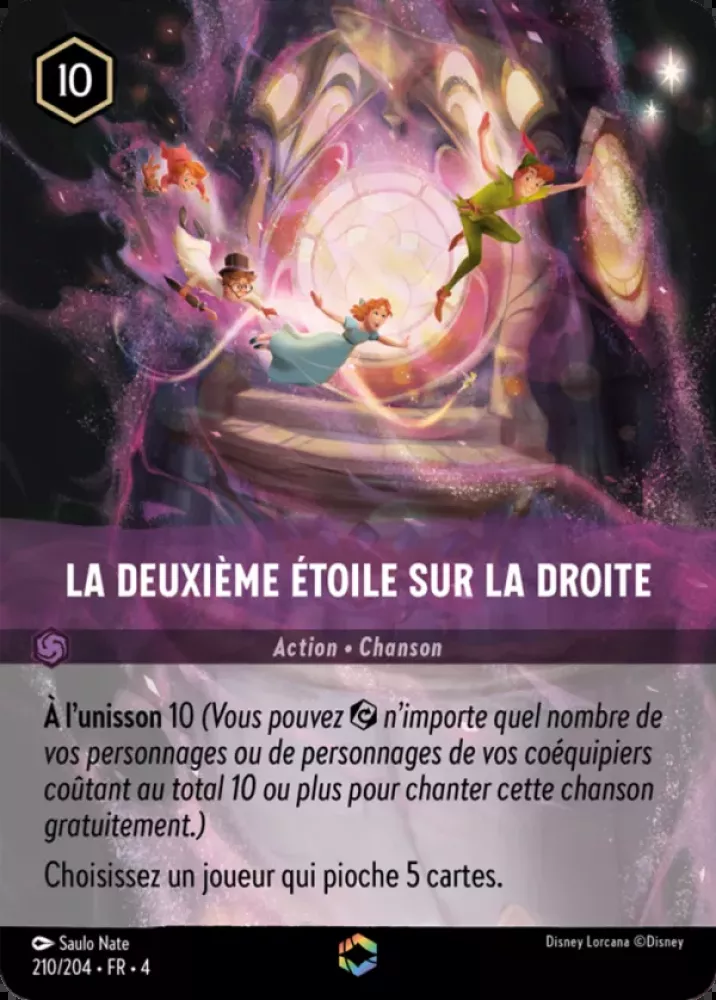 10
LA DEUXIÈME ÉTOILE SUR LA DROITE
Action • Chanson
À l'unisson 10 (Vous pouvez n'importe quel nombre de
vos personnages ou de personnages de vos coéquipiers
coûtant au total 10 ou plus pour chanter cette chanson
gratuitement.)
Choisissez un joueur qui pioche 5 cartes.
Saulo Nate
Disney Lorcana ©Disney
210/204 • FR • 4